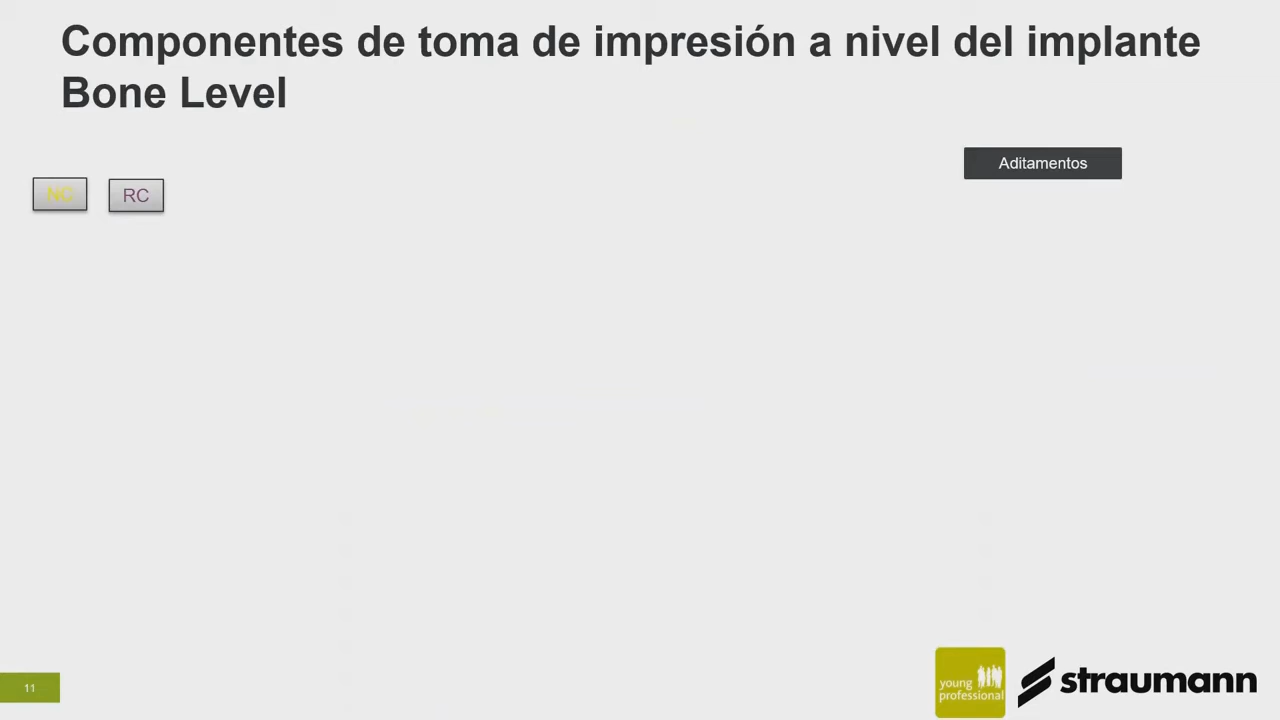 Componentes de toma de impresión a nivel del implante
Bone Level
Aditamentos
NC
RC
11
young
professional
straumann